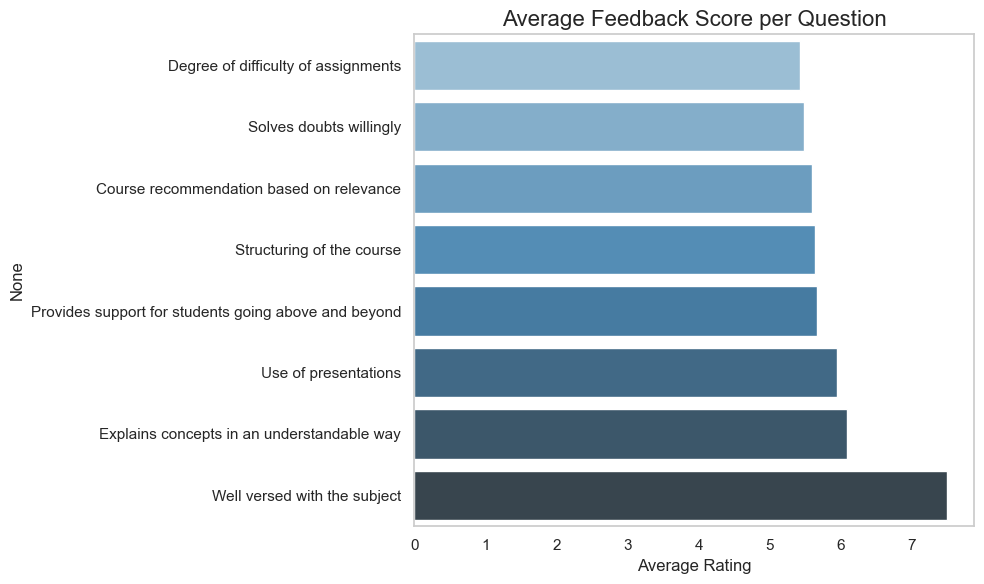 Average Feedback Score per Question
Degree of difficulty of assignments
Solves doubts willingly
Course recommendation based on relevance
Structuring of the course
None
Provides support for students going above and beyond
Use of presentations
Explains concepts in an understandable way
Well versed with the subject
0 1 2 3 4 5 6 7
Average Rating